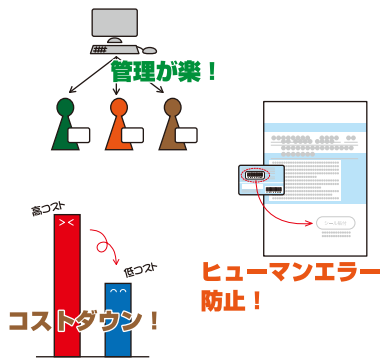 管理が楽！
高コスト
低コスト
コストダウン！
ヒューマンエラー
防止！